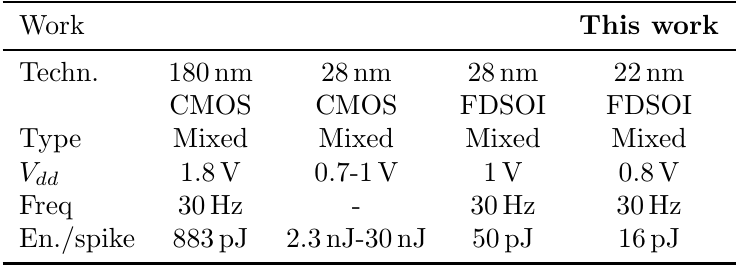 Work This work
Techn. 180 nm 28 nm 28 nm 22 nm
CMOS CMOS FDSOI FDSOI
Type Mixed Mixed Mixed Mixed
Vdd 1.8 V 0.7-1 V 1 V 0.8 V
Freq 30 Hz - 30 Hz 30 Hz
En./spike 883 pJ 2.3 nJ-30 nJ 50 pJ 16 pJ